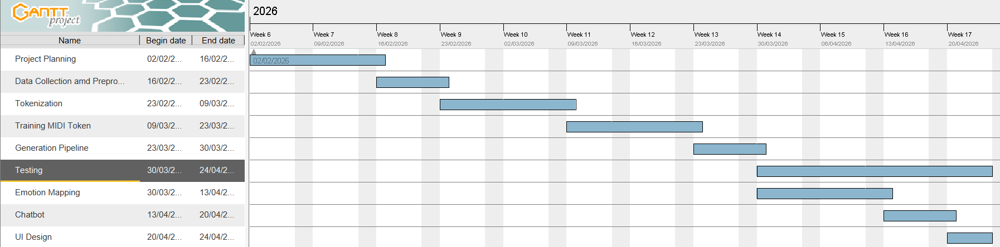 GANTT
project
2026
Name Begin date End date
Week 6 Week 7 Week 8 Week 9 Week 10 Week 11 Week 12 Week 13 Week 14 Week 15 Week 16 Week 17
02/02/2026 09/02/2026 16/02/2026 23/02/2026 02/03/2026 09/03/2026 16/03/2026 23/03/2026 30/03/2026 06/04/2026 13/04/2026 20/04/2026
Project Planning 02/02/2... 16/02/2... 02/02/2026
Data Collection amd Prepro... 16/02/2... 23/02/2...
Tokenization 23/02/2... 09/03/2...
Training MIDI Token 09/03/2... 23/03/2...
Generation Pipeline 23/03/2... 30/03/2...
Testing 30/03/2... 24/04/2...
Emotion Mapping 30/03/2... 13/04/2...
Chatbot 13/04/2... 20/04/2...
UI Design 20/04/2... 24/04/2...